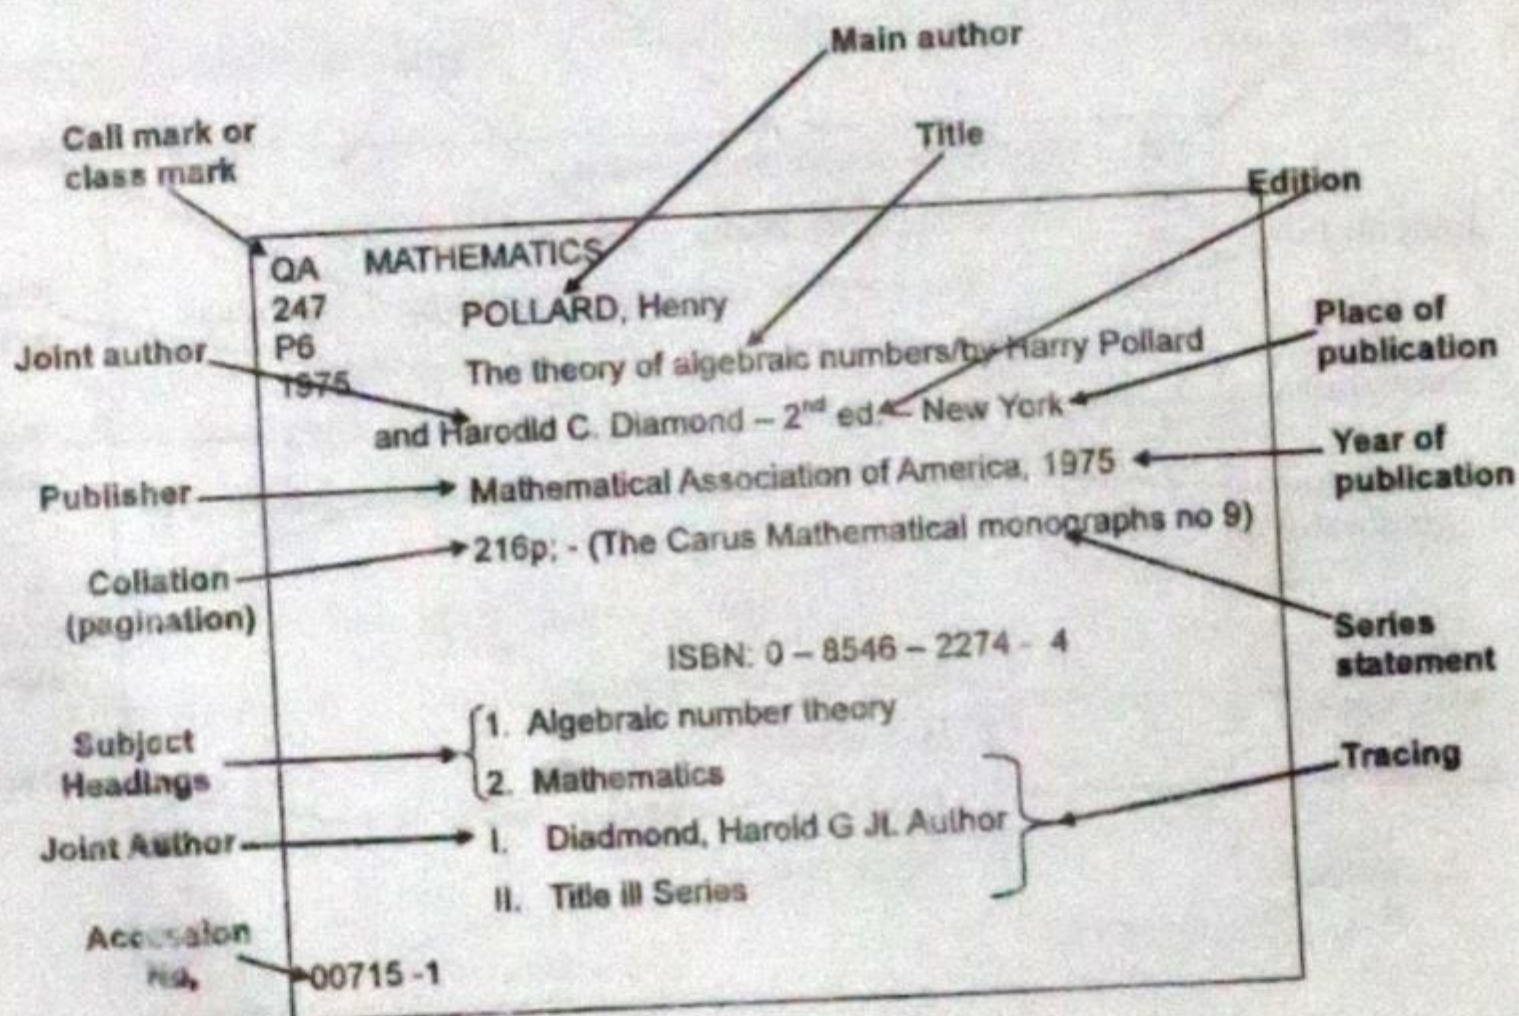 Main author
Call mark or
class mark
Title
Edition
QA MATHEMATICS
247 POLLARD, Henry
P6 The theory of algebraic numbers/by Harry Pollard
1975
and Harodld C. Diamond – 2nd ed. – New York
Mathematical Association of America, 1975
216p; - (The Carus Mathematical monographs no 9)
ISBN: 0 – 8546 – 2274 - 4
1. Algebraic number theory
2. Mathematics
I. Diadmond, Harold G Jt. Author
II. Title iii Series
00715 -1
Joint author
Publisher
Collation
(pagination)
Subject
Headings
Joint Author
Accession
no.
Place of
publication
Year of
publication
Series
statement
Tracing